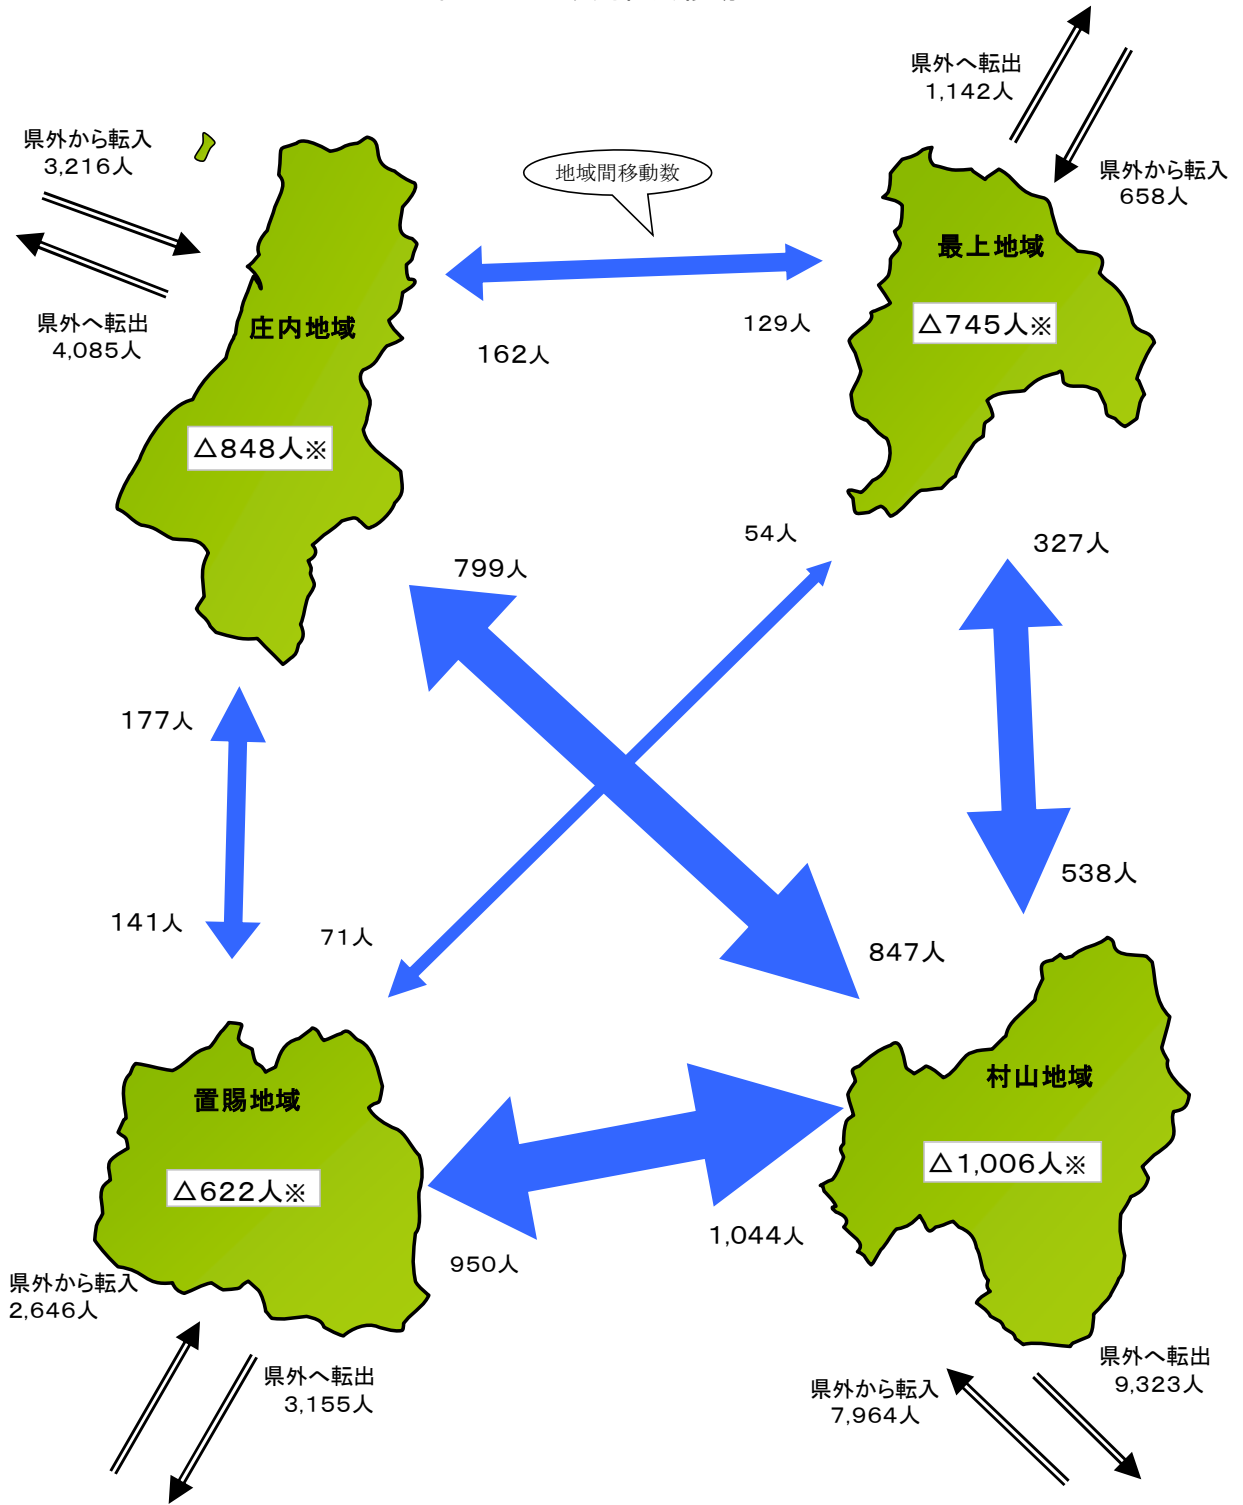 県外へ転出
1,142人
県外から転入
3,216人
地域間移動数
県外から転入
658人
最上地域
△745人※
庄内地域
県外へ転出
4,085人
129人
162人
△848人※
54人
327人
799人
177人
538人
141人
71人
847人
村山地域
置賜地域
△1,006人※
△622人※
1,044人
950人
県外から転入
2,646人
県外へ転出
3,155人
県外へ転出
9,323人
県外から転入
7,964人